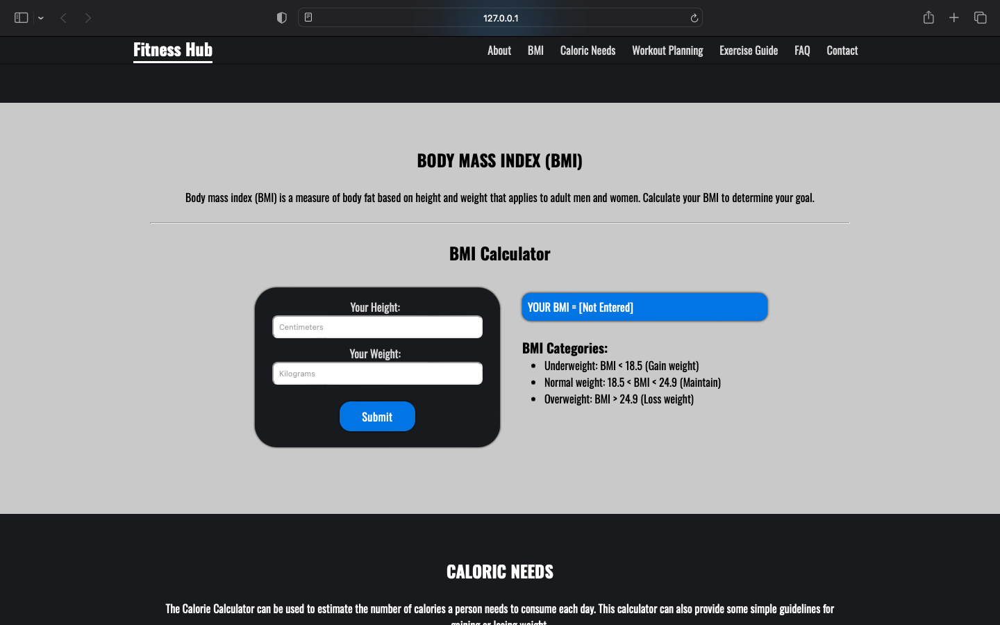 127.0.0.1
Fitness Hub
About BMI Caloric Needs Workout Planning Exercise Guide FAQ Contact
BODY MASS INDEX (BMI)
Body mass index (BMI) is a measure of body fat based on height and weight that applies to adult men and women. Calculate your BMI to determine your goal.
BMI Calculator
Your Height:
Centimeters
Your Weight:
Kilograms
Submit
YOUR BMI = [Not Entered]
BMI Categories:
Underweight: BMI < 18.5 (Gain weight)
Normal weight: 18.5 < BMI < 24.9 (Maintain)
Overweight: BMI > 24.9 (Loss weight)
CALORIC NEEDS
The Calorie Calculator can be used to estimate the number of calories a person needs to consume each day. This calculator can also provide some simple guidelines for
gaining or losing weight.